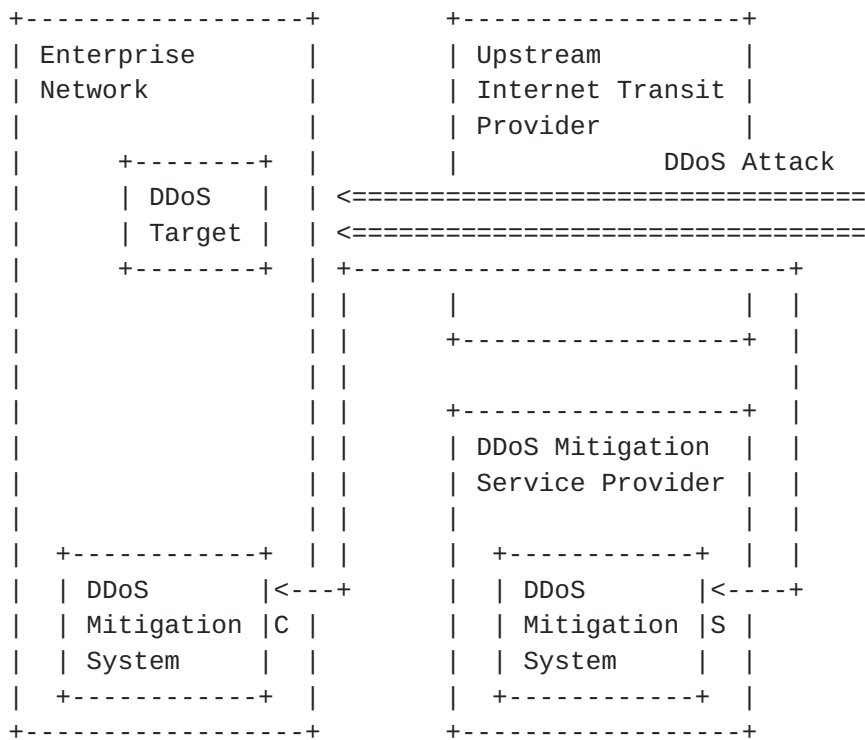 Enterprise
Network
Upstream
Internet Transit
Provider
DDoS Attack
DDoS
Target
DDoS Mitigation
Service Provider
DDoS
Mitigation
System
C
DDoS
Mitigation
System
S